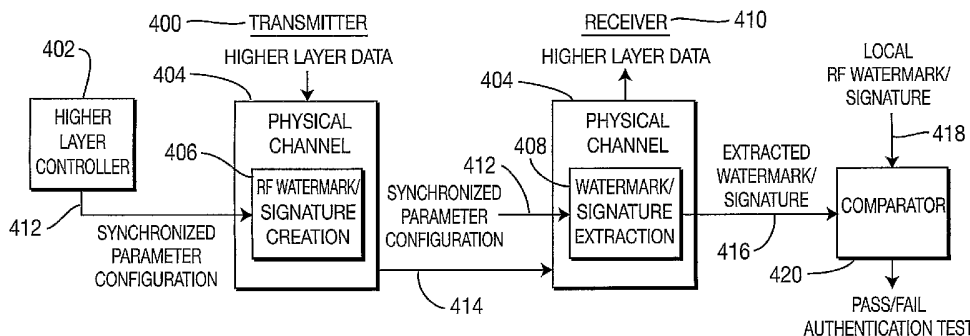 400
TRANSMITTER
HIGHER LAYER DATA
402
HIGHER
LAYER
CONTROLLER
412
SYNCHRONIZED
PARAMETER
CONFIGURATION
404
PHYSICAL
CHANNEL
406
RF WATERMARK/
SIGNATURE
CREATION
414
RECEIVER
410
HIGHER LAYER DATA
404
PHYSICAL
CHANNEL
412
SYNCHRONIZED
PARAMETER
CONFIGURATION
408
WATERMARK/
SIGNATURE
EXTRACTION
EXTRACTED
WATERMARK/
SIGNATURE
416
LOCAL
RF WATERMARK/
SIGNATURE
418
COMPARATOR
420
PASS/FAIL
AUTHENTICATION TEST